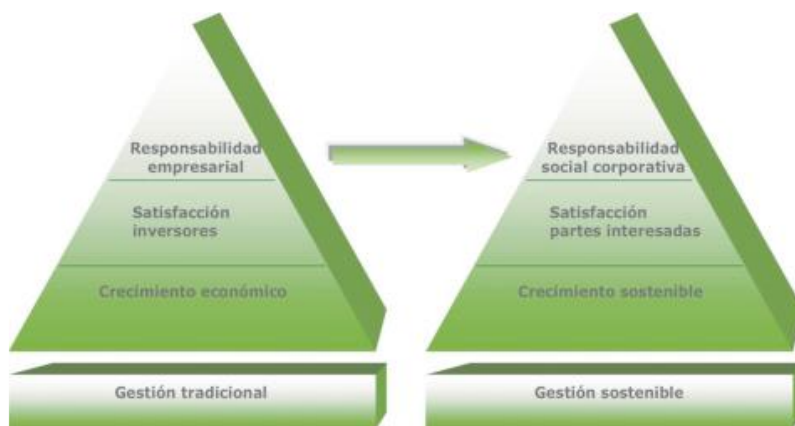 Responsabilidad
empresarial
Satisfacción
inversores
Crecimiento económico
Gestión tradicional
Responsabilidad
social corporativa
Satisfacción
partes interesadas
Crecimiento sostenible
Gestión sostenible